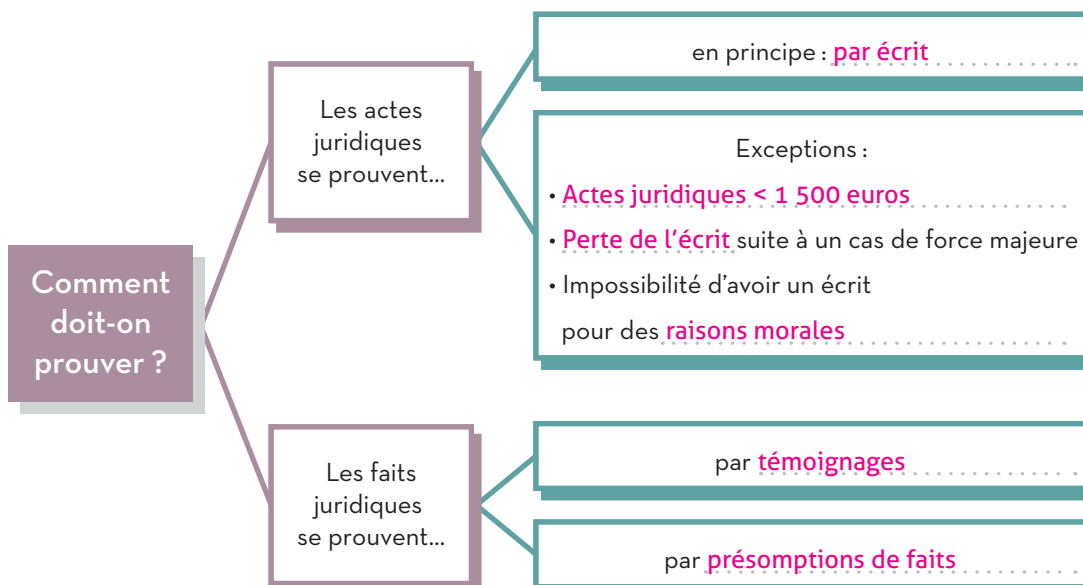 Comment
doit-on
prouver ?
Les actes
juridiques
se prouvent...
en principe : par écrit
Exceptions :
• Actes juridiques < 1 500 euros
• Perte de l'écrit suite à un cas de force majeure
• Impossibilité d'avoir un écrit
pour des raisons morales
Les faits
juridiques
se prouvent...
par témoignages
par présomptions de faits